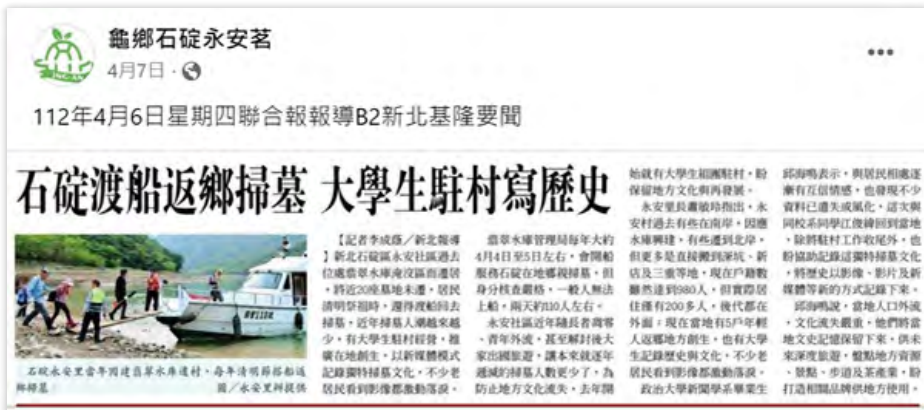 龜鄉石碇永安茗
4月7日
112年4月6日星期四聯合報報導B2新北基隆要聞
石碇渡船返鄉掃墓 大學生駐村寫歷史
石碇永安里當年因建翡翠水庫遷村,每年清明節搭船返
鄉掃墓。 圖/永安里辦提供
【記者李成蔭/新北報導
】新北石碇區永安社區過去
位處翡翠水庫淹沒區而遷居
,將近20座墓地未遷,居民
清明祭祖時,還得渡船回去
掃墓,近年掃墓人潮越來越
少,有大學生駐村經營,推
廣在地創生,以新媒體模式
記錄獨特掃墓文化,不少老
居民看到影像都激動落淚。
翡翠水庫管理局每年大約
4月4日至5日左右,會開船
服務石碇在地鄉親掃墓,但
身分核查嚴格,一般人無法
上船,兩天約110人左右。
永安社區近年隨長者凋零
、青年外流,甚至解封後大
家出國旅遊,讓本來就逐年
遞減的掃墓人數更少了,為
防止地方文化流失,去年開
始就有大學生組團駐村,盼
保留地方文化與再發展。
永安里長蕭敏玲指出,永
安村過去有些在南岸,因應
水庫興建,有些遷到北岸,
但更多是直接搬到深坑、新
店及三重等地,現在戶籍數
雖然達到980人,但實際居
住僅有200多人,後代都在
外面;現在當地有5戶年輕
人返鄉地方創生,也有大學
生記錄歷史與文化,不少老
居民看到影像都激動落淚。
政治大學新聞學系畢業生
邱海鳴表示,與居民相處逐
漸有互信情感,也發現不少
資料已遺失或風化,這次與
同校系同學江俊緯回到當地
,除將駐村工作收尾外,也
盼協助記錄這獨特掃墓文化
,將歷史以影像、影片及新
媒體等新的方式記錄下來。
邱海鳴說,當地人口外流
,文化流失嚴重,他們將當
地文史記憶保留下來,供未
來深度旅遊,盤點地方資源
、景點、步道及茶產業,盼
打造相關品牌供地方使用。